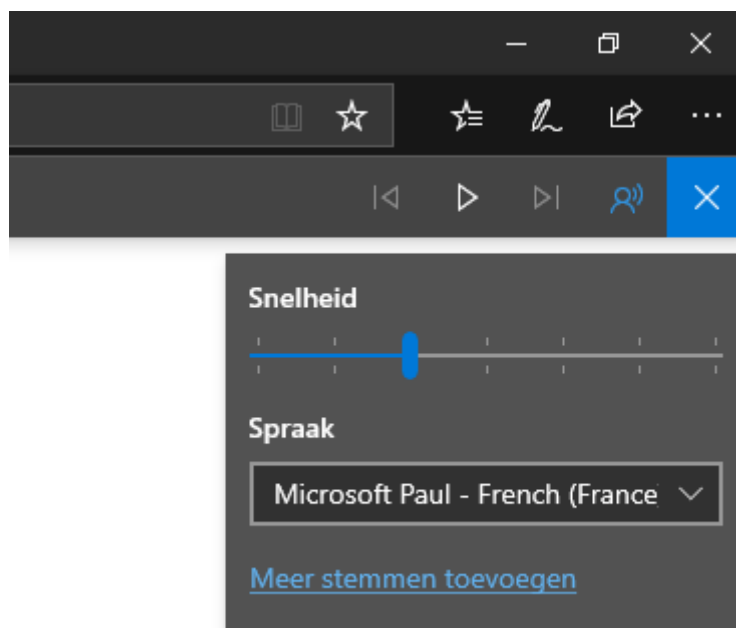 Snelheid
Spraak
Microsoft Paul - French (France
Meer stemmen toevoegen